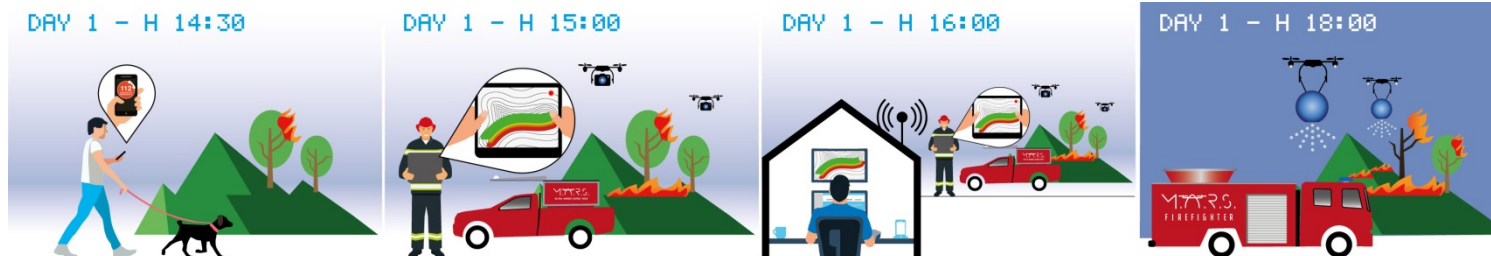 DAY 1 - H 14:30
112
DAY 1 - H 15:00
M.A.R.S.
DAY 1 - H 16:00
M.A.R.S.
DAY 1 - H 18:00
M.A.R.S.
FIREFIGHTER